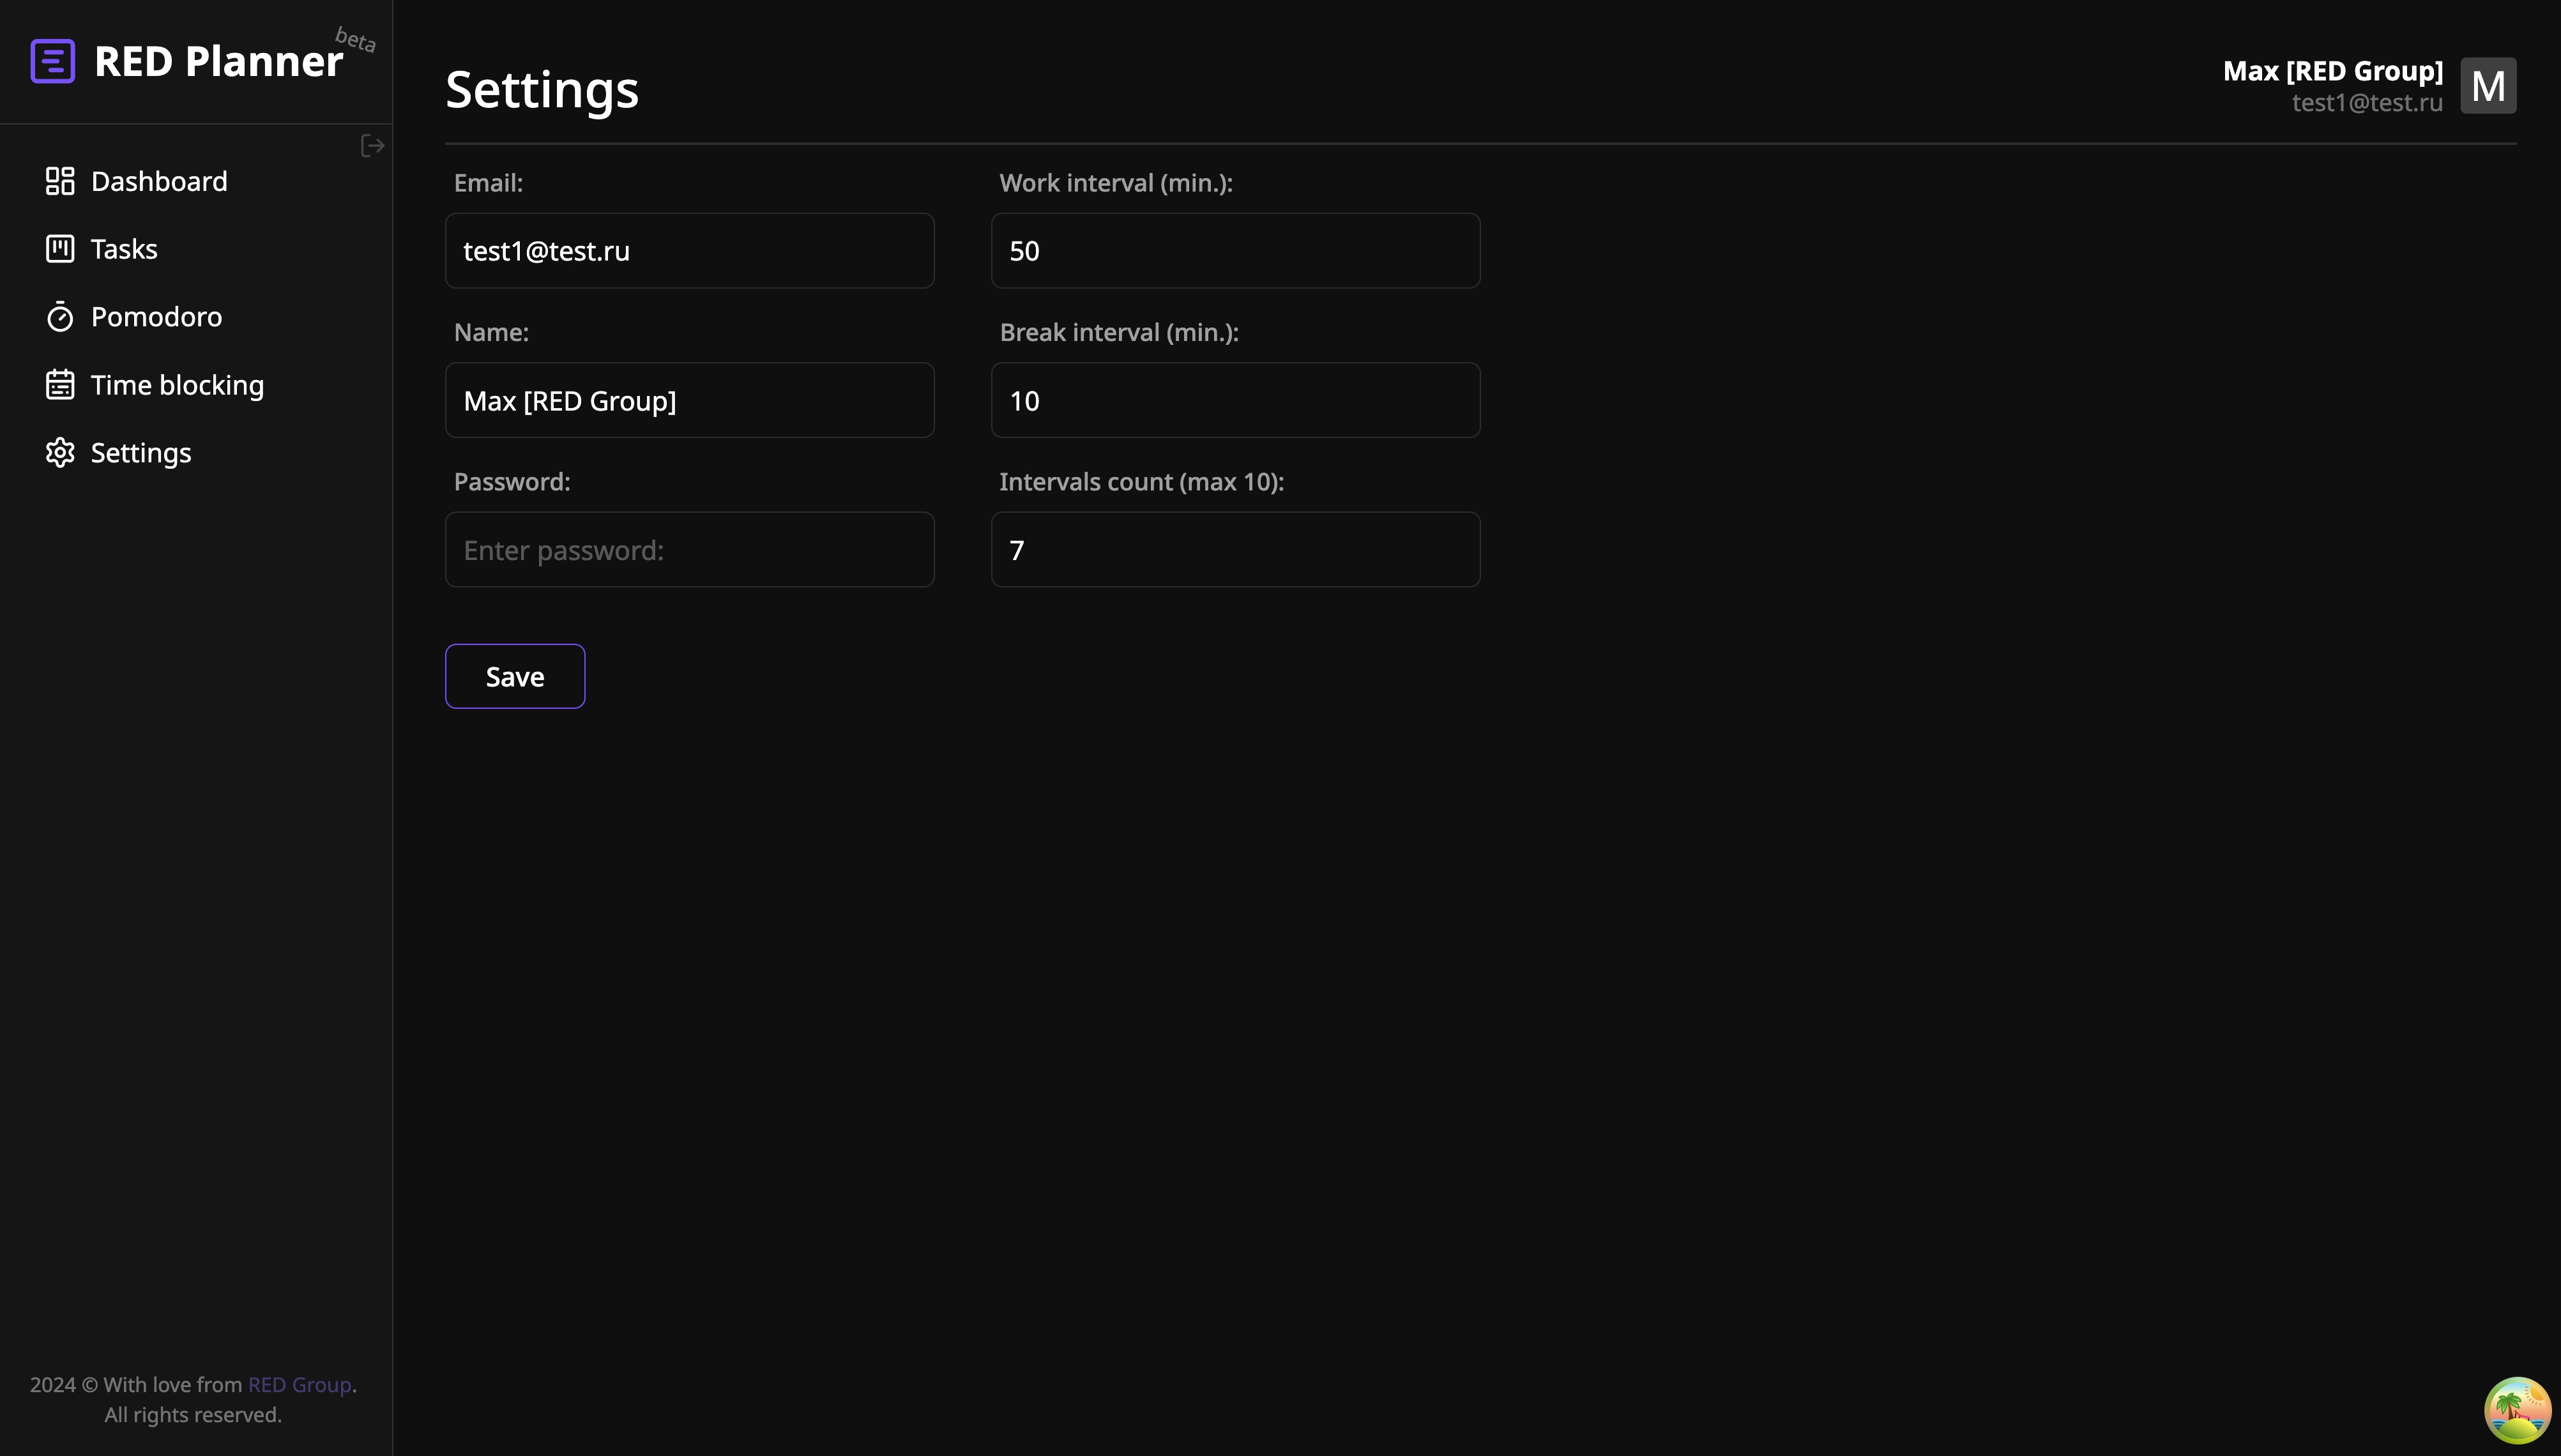 RED Planner
beta
Dashboard
Tasks
Pomodoro
Time blocking
Settings
2024 © With love from RED Group.
All rights reserved.
Settings
Max [RED Group]
test1@test.ru
M
Email:
test1@test.ru
Work interval (min.):
50
Name:
Max [RED Group]
Break interval (min.):
10
Password:
Enter password:
Intervals count (max 10):
7
Save